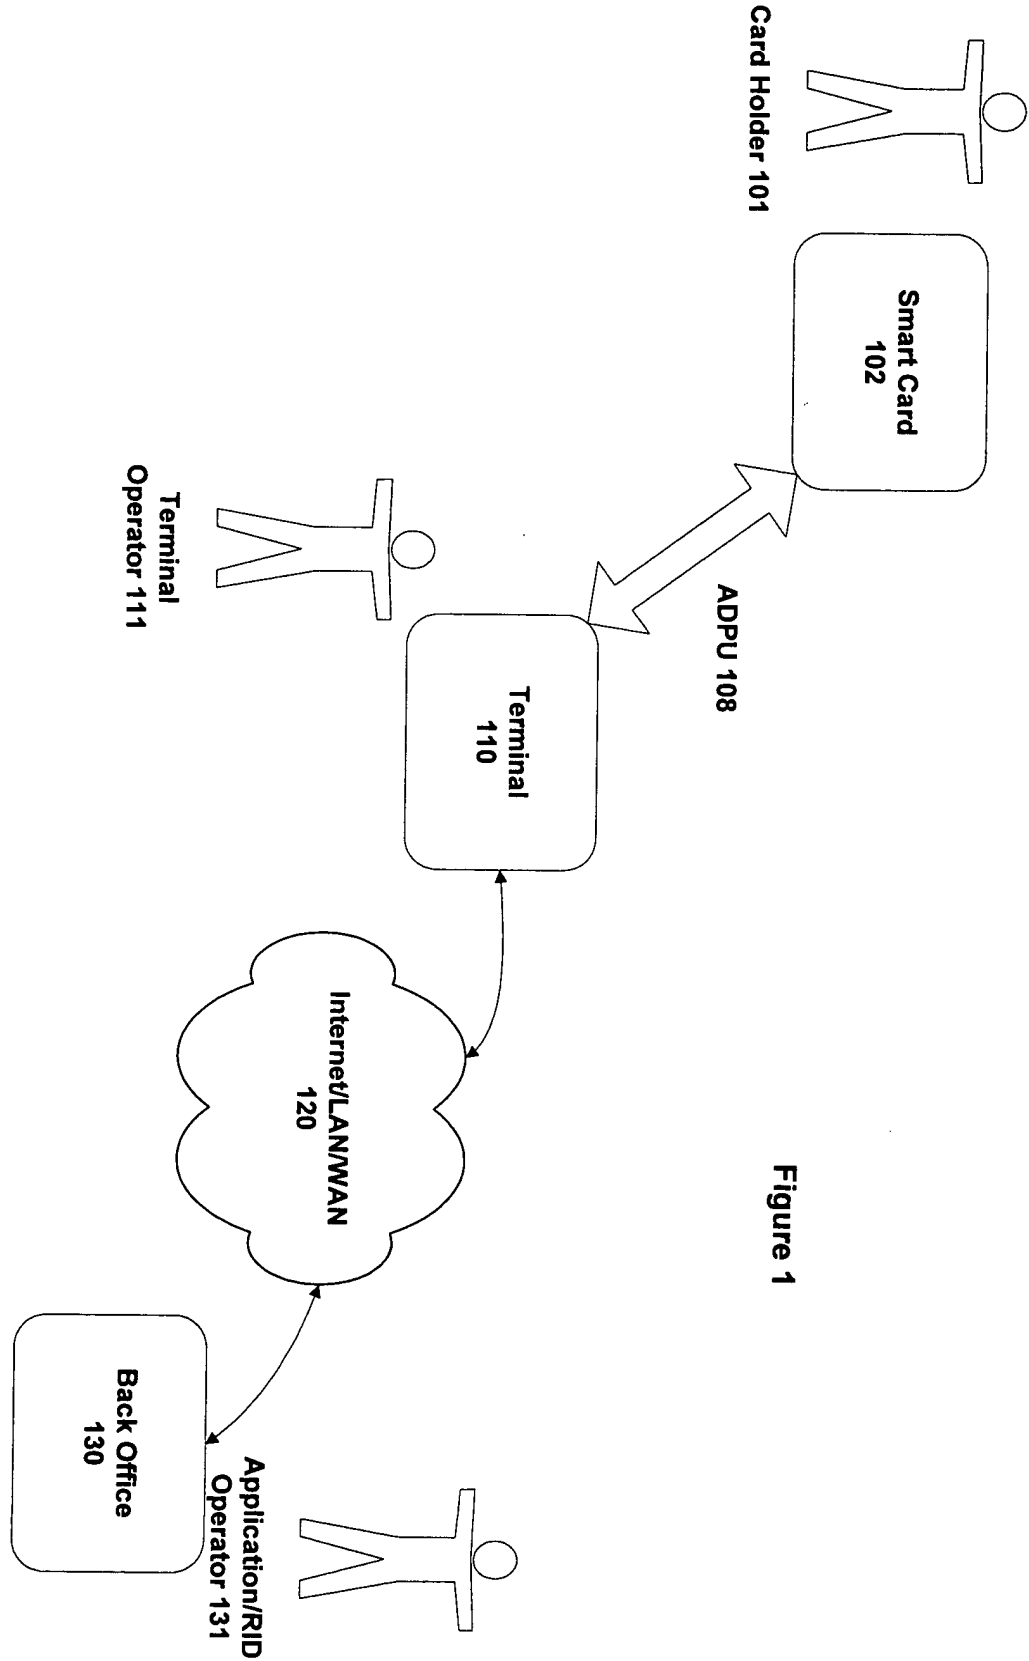 Card Holder 101
Smart Card
102
ADPU 108
Terminal
Operator 111
Terminal
110
Internet/LAN/WAN
120
Figure 1
Back Office
130
Application/RID
Operator 131